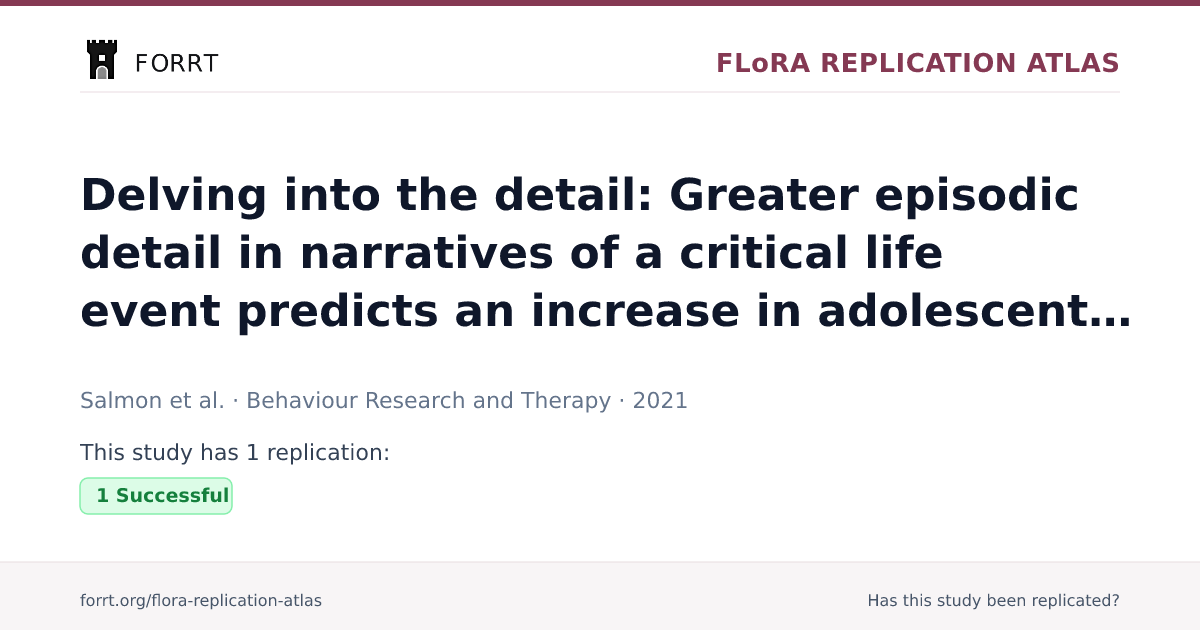 FORRT
FLoRA REPLICATION ATLAS
Delving into the detail: Greater episodic
detail in narratives of a critical life
event predicts an increase in adolescent…
Salmon et al. · Behaviour Research and Therapy · 2021
This study has 1 replication:
1 Successful
forrt.org/flora-replication-atlas
Has this study been replicated?